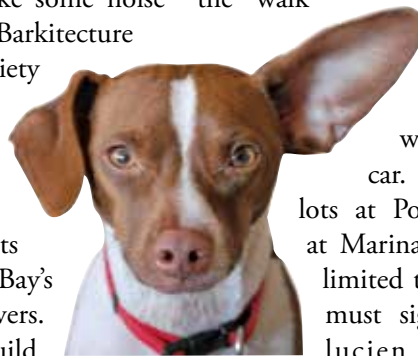 some noise the walk
Barkitecture
iety
ts
Bay's
vers.
uild
w
car.
lots at Po
at Marina
limited t
must sig
lucien